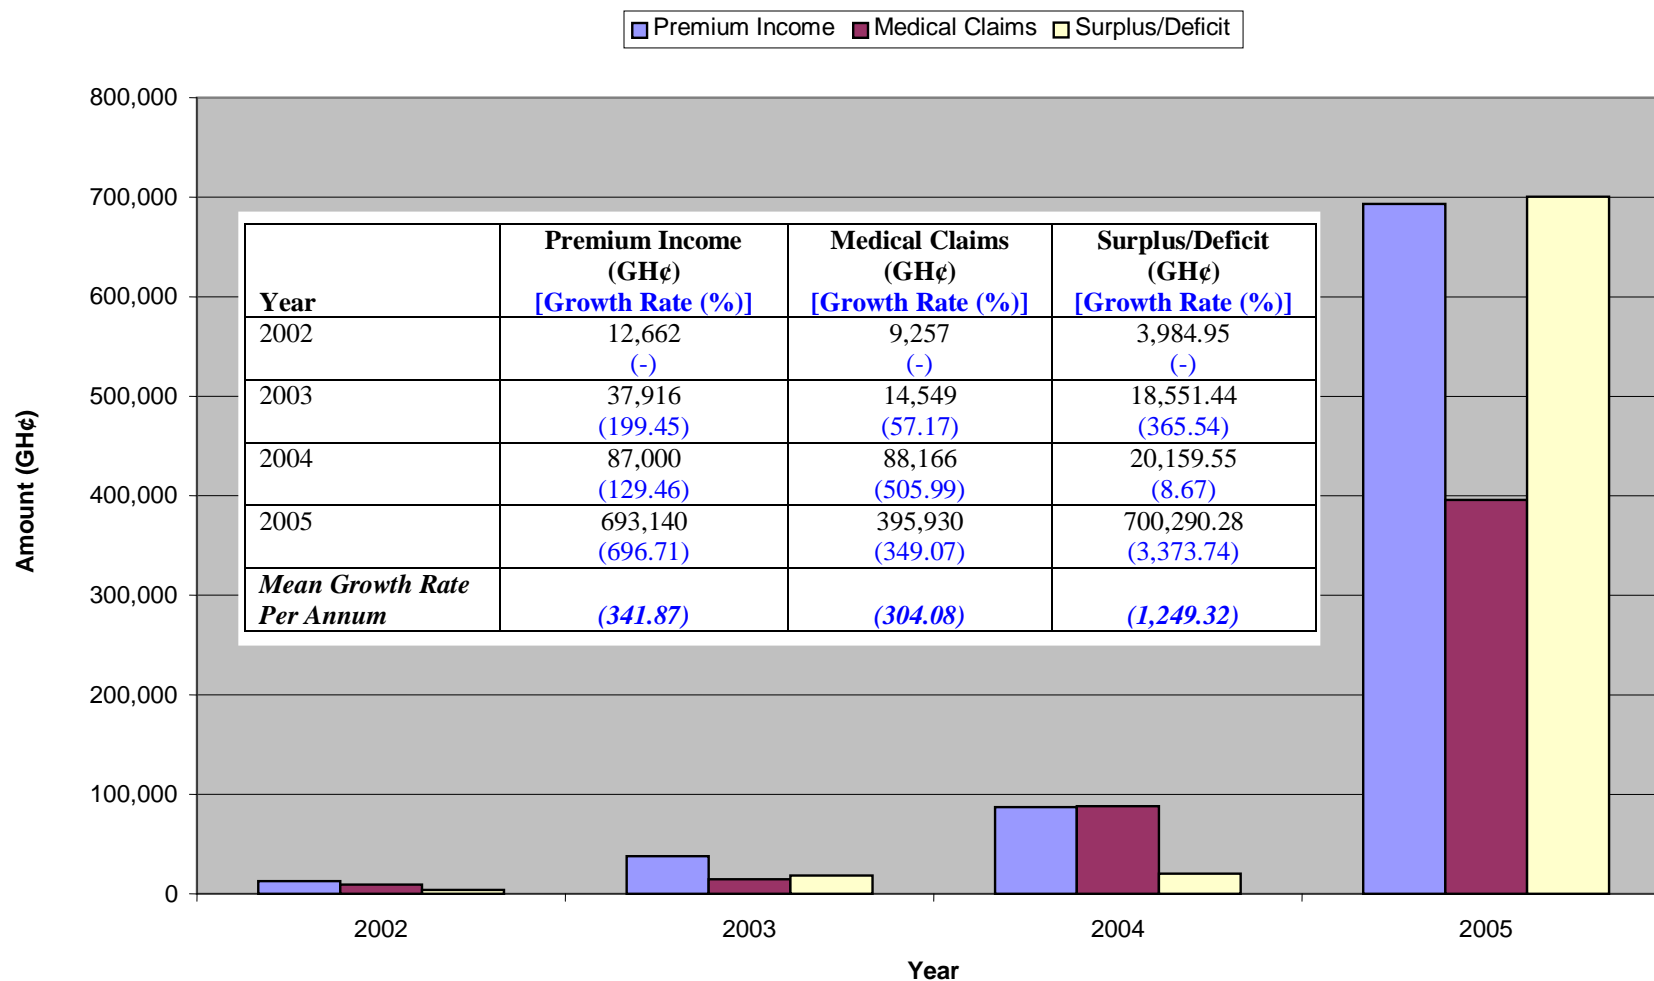 Premium Income Medical Claims Surplus/Deficit
800,000
700,000
600,000
500,000
400,000
300,000
200,000
100,000
0
Amount (GH¢)
Premium Income Medical Claims Surplus/Deficit
(GH¢) (GH¢) (GH¢)
Year [Growth Rate (%)] [Growth Rate (%)] [Growth Rate (%)]
2002 12,662 9,257 3,984.95
(-) (-) (-)
2003 37,916 14,549 18,551.44
(199.45) (57.17) (365.54)
2004 87,000 88,166 20,159.55
(129.46) (505.99) (8.67)
2005 693,140 395,930 700,290.28
(696.71) (349.07) (3,373.74)
Mean Growth Rate
Per Annum (341.87) (304.08) (1,249.32)
2002 2003 2004 2005
Year